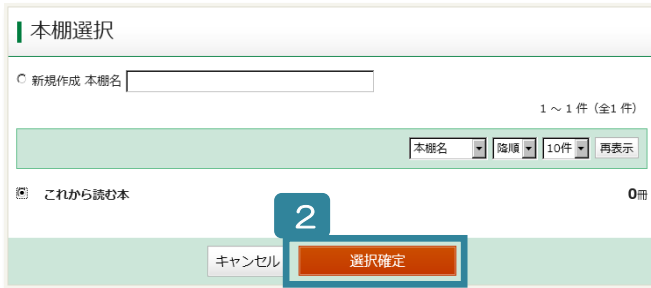 本棚選択
新規作成 本棚名
1 ～ 1 件（全1 件）
本棚名 降順 10件 再表示
これから読む本 0冊
2
キャンセル 選択確定